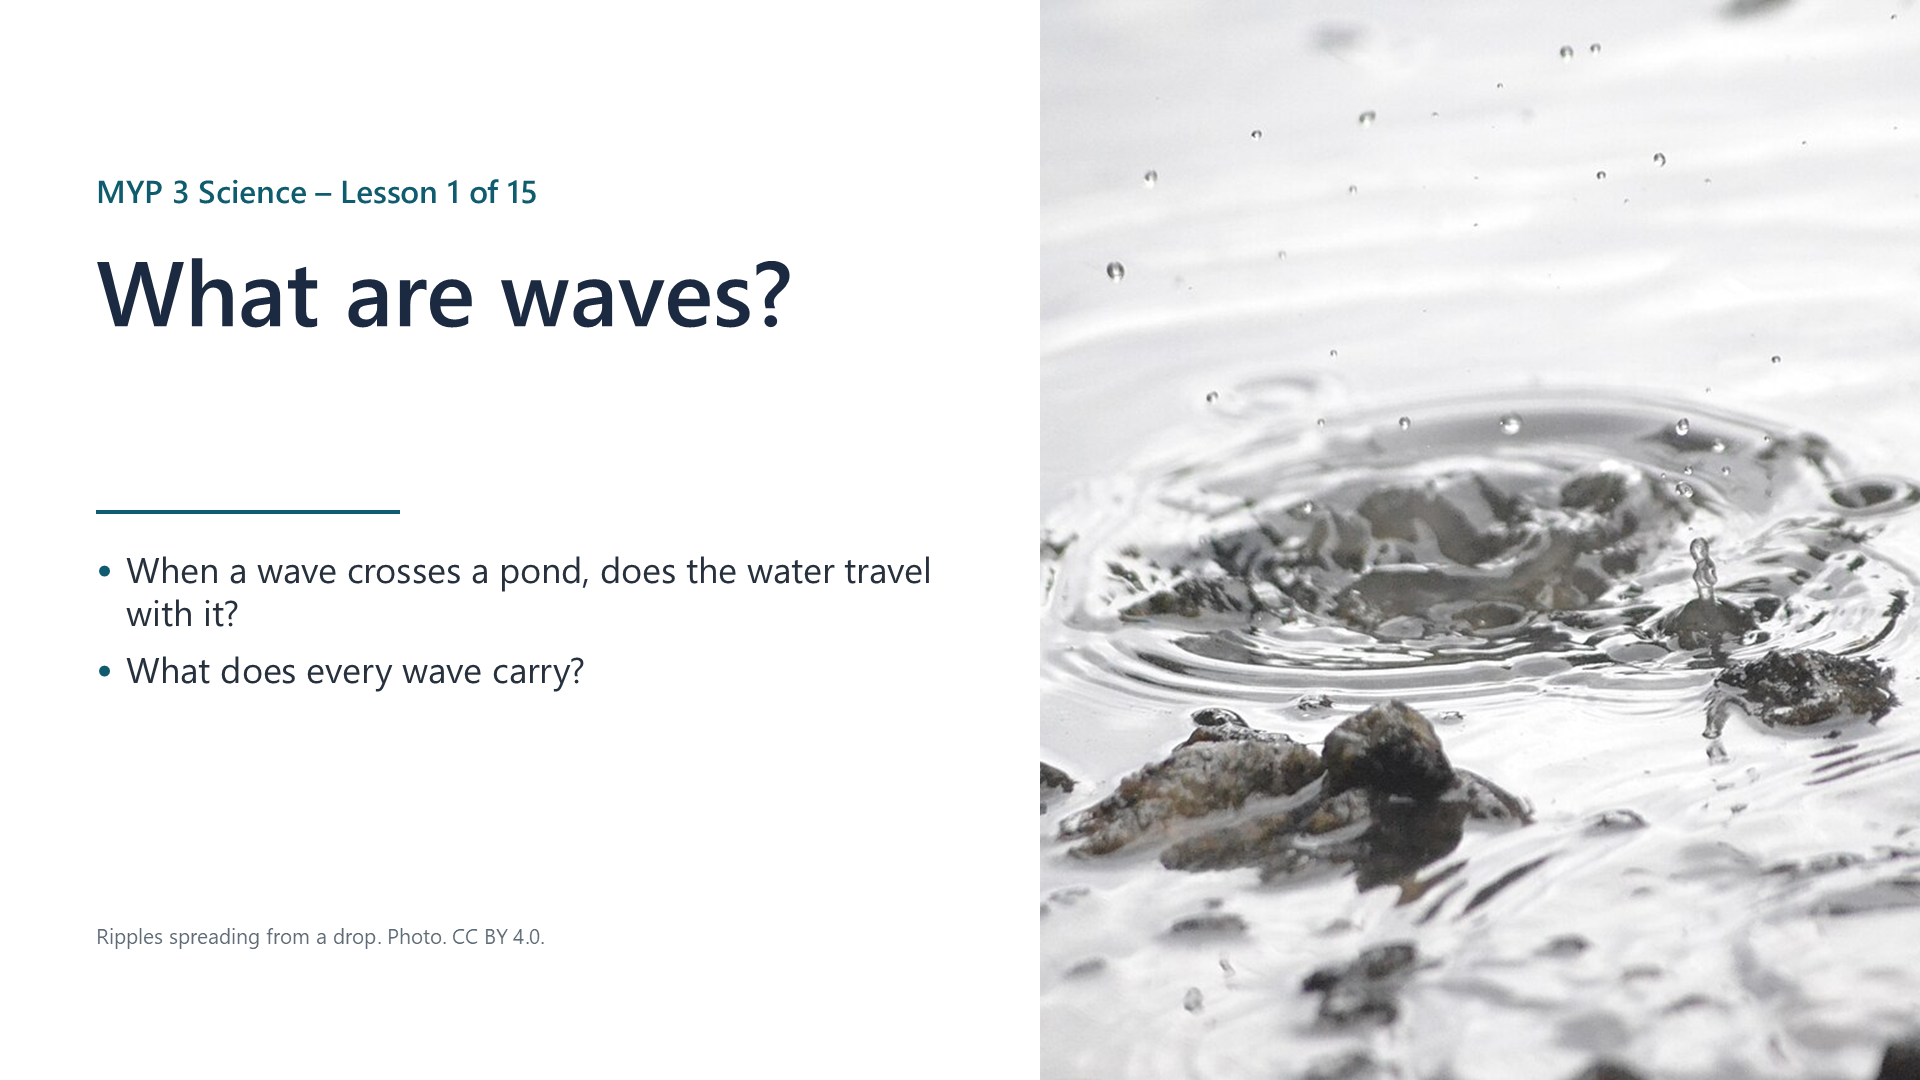 MYP 3 Science – Lesson 1 of 15
What are waves?
• When a wave crosses a pond, does the water travel
with it?
• What does every wave carry?
Ripples spreading from a drop. Photo. CC BY 4.0.